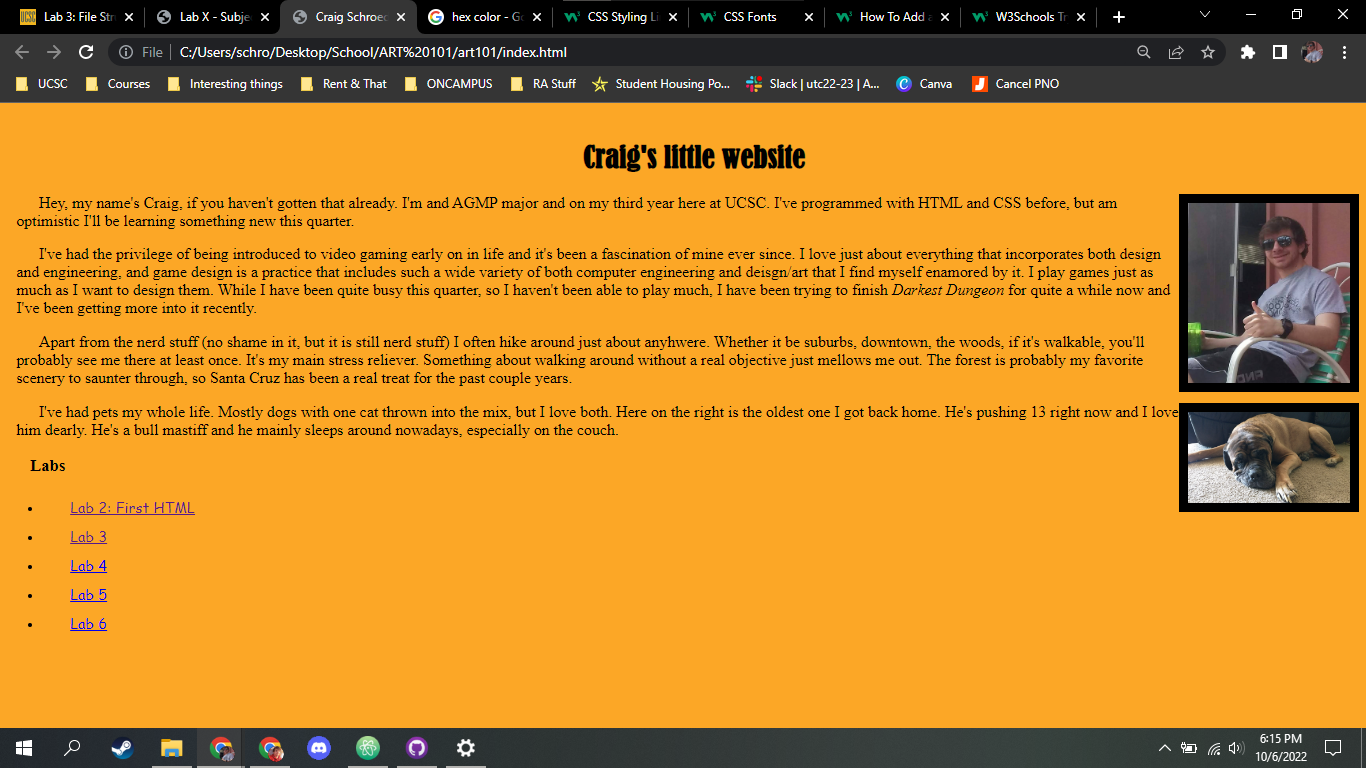 Lab 3: File Str
Lab X - Subje
Craig Schroed
hex color - Go
CSS Styling Li
CSS Fonts
How To Add a
W3Schools Tr
File
C:/Users/schro/Desktop/School/ART%20101/art101/index.html
UCSC
Courses
Interesting things
Rent & That
ONCAMPUS
RA Stuff
Student Housing Po...
Slack | utc22-23 | A...
Canva
Cancel PNO
Craig's little website
Hey, my name's Craig, if you haven't gotten that already. I'm and AGMP major and on my third year here at UCSC. I've programmed with HTML and CSS before, but am
optimistic I'll be learning something new this quarter.
I've had the privilege of being introduced to video gaming early on in life and it's been a fascination of mine ever since. I love just about everything that incorporates both design
and engineering, and game design is a practice that includes such a wide variety of both computer engineering and deisgn/art that I find myself enamored by it. I play games just as
much as I want to design them. While I have been quite busy this quarter, so I haven't been able to play much, I have been trying to finish Darkest Dungeon for quite a while now and
I've been getting more into it recently.
Apart from the nerd stuff (no shame in it, but it is still nerd stuff) I often hike around just about anyhwere. Whether it be suburbs, downtown, the woods, if it's walkable, you'll
probably see me there at least once. It's my main stress reliever. Something about walking around without a real objective just mellows me out. The forest is probably my favorite
scenery to saunter through, so Santa Cruz has been a real treat for the past couple years.
I've had pets my whole life. Mostly dogs with one cat thrown into the mix, but I love both. Here on the right is the oldest one I got back home. He's pushing 13 right now and I love
him dearly. He's a bull mastiff and he mainly sleeps around nowadays, especially on the couch.
Labs
Lab 2: First HTML
Lab 3
Lab 4
Lab 5
Lab 6
6:15 PM
10/6/2022